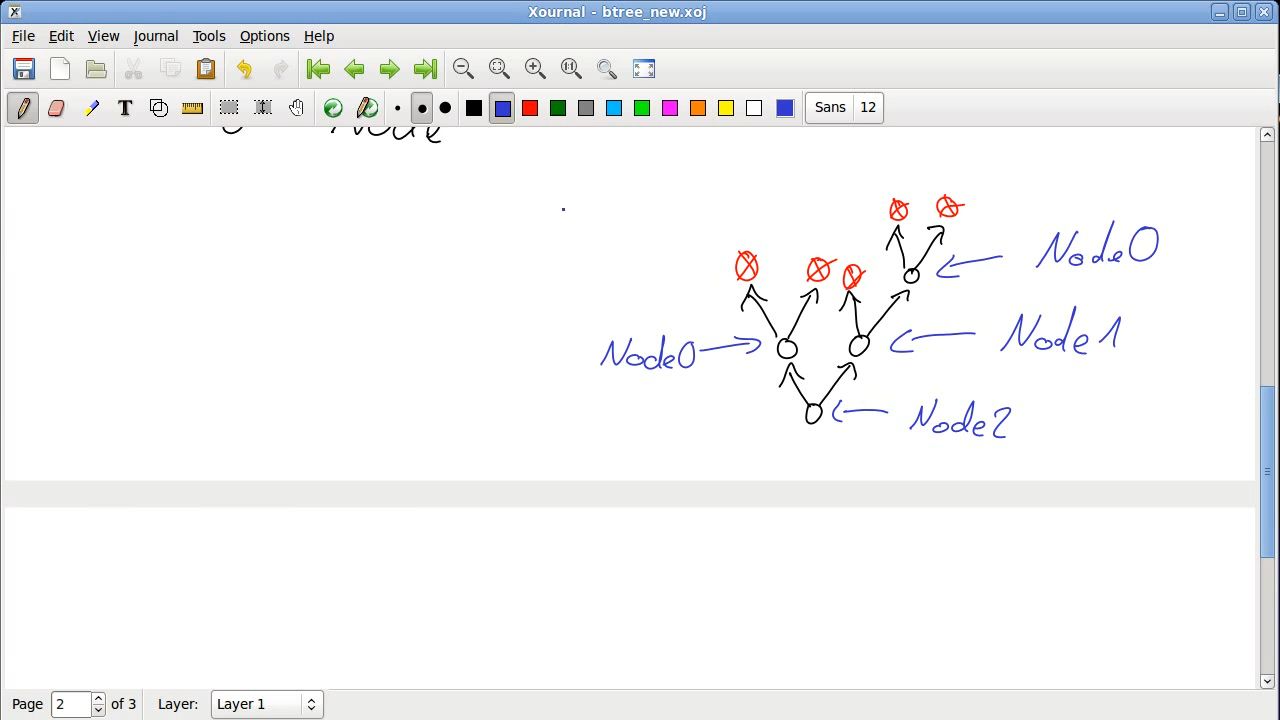 Xournal - btree_new.xoj
File Edit View Journal Tools Options Help
Sans 12
Node
Node0
Node1
Node0
Node2
Page 2 of 3 Layer: Layer 1